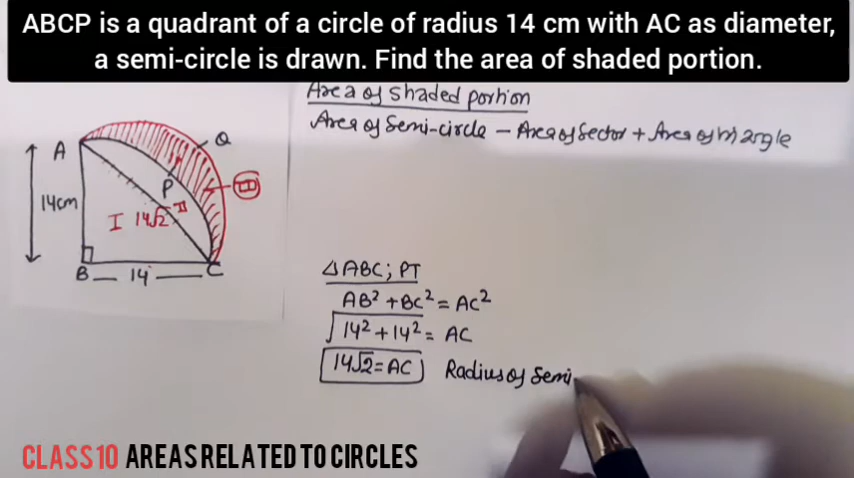 ABCP is a quadrant of a circle of radius 14 cm with AC as diameter,
a semi-circle is drawn. Find the area of shaded portion.
Area of Shaded portion
Area of Semi-circle - Area of Sector + Area of triangle
A
Q
P
III
14cm
I 14√2 II
B 14 C
△ABC; PT
AB² + BC² = AC²
√14² + 14² = AC
14√2 = AC Radius of Semi
CLASS 10 AREAS RELATED TO CIRCLES